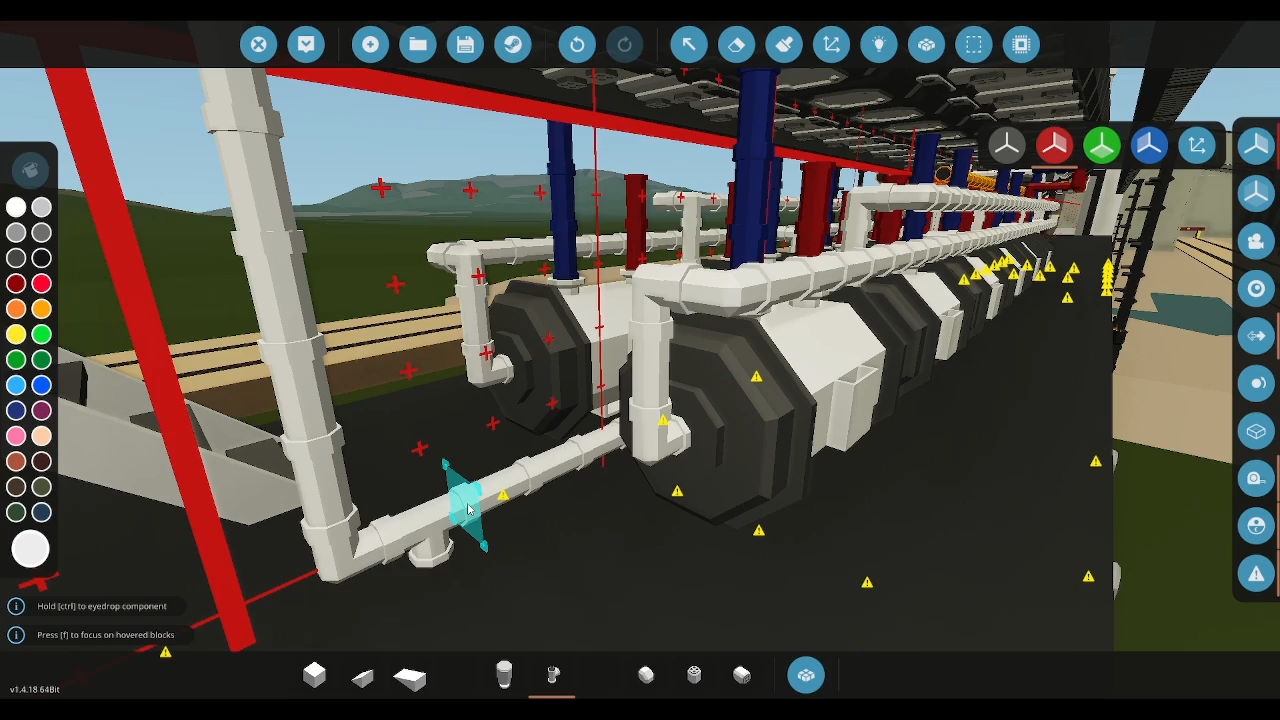 Hold [ctrl] to eyedrop component
Press [f] to focus on hovered blocks
v1.4.18 64Bit